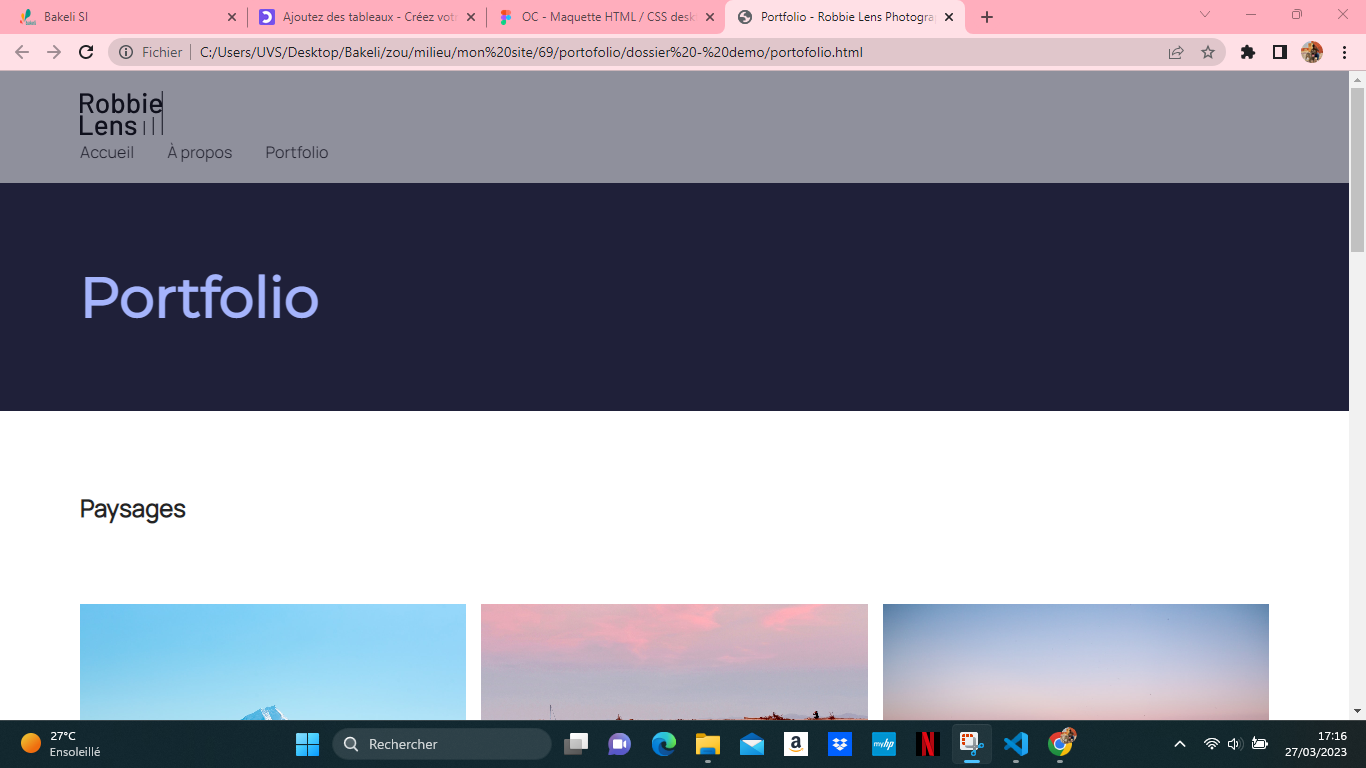 Bakeli SI
Ajoutez des tableaux - Créez votr
OC - Maquette HTML / CSS desk
Portfolio - Robbie Lens Photogra
Fichier
C:/Users/UVS/Desktop/Bakeli/zou/milieu/mon%20site/69/portofolio/dossier%20-%20demo/portofolio.html
Robbie
Lens
Accueil À propos Portfolio
Portfolio
Paysages
27°C
Ensoleillé
Rechercher
a
myhp
N
17:16
27/03/2023